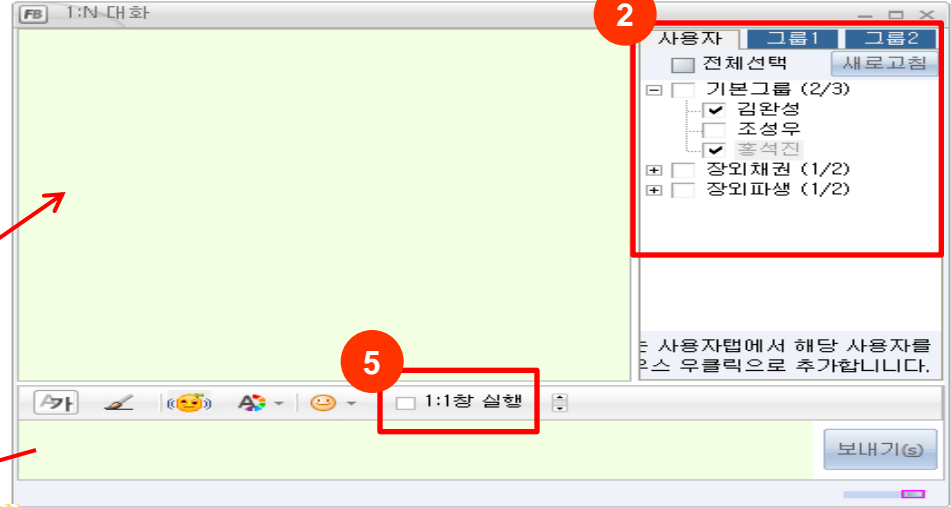 FB 1:N 대화
2
사용자 그룹1 그룹2
전체선택 새로고침
기본그룹 (2/3)
김완성
조성우
홍석진
장외채권 (1/2)
장외파생 (1/2)
사용자탭에서 해당 사용자를
우클릭으로 추가합니니다.
5
가 1:1창 실행
보내기(s)